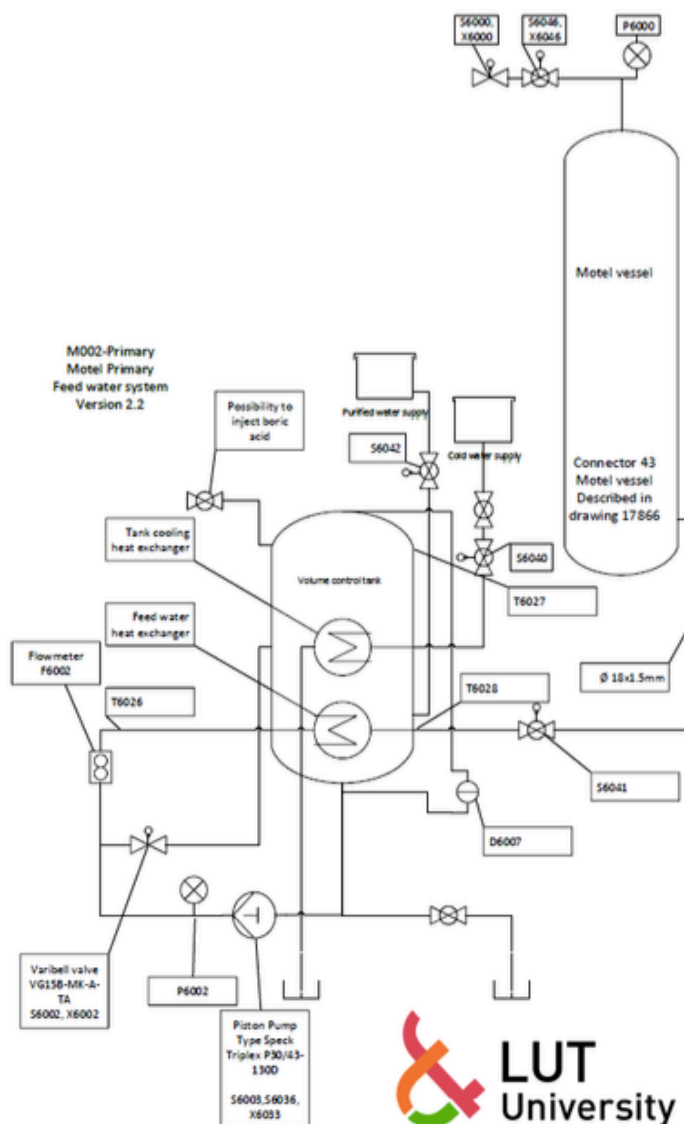 S6000,
X6000
S6046,
X6046
P6000
Motel vessel
M002-Primary
Motel Primary
Feed water system
Version 2.2
Possibility to
inject boric
acid
Purified water supply
S6042
Cold water supply
Connector 43
Motel vessel
Described in
drawing 17866
Tank cooling
heat exchanger
Volume control tank
S6040
T6027
Feed water
heat exchanger
Flowmeter
F6002
T6026
T6028
Ø 18x1.5mm
S6041
D6007
Varibell valve
VG15B-MK-A-
TA
S6002, X6002
P6002
Piston Pump
Type Speck
Triplex P30/43-
130D
S6003,S6036,
X6033
LUT
University